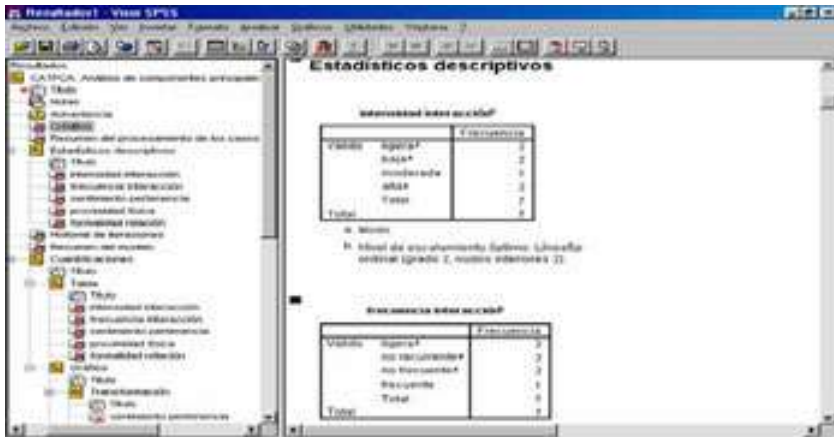 Resultados1 - Visor SPSS
Archivo Edición Ver Insertar Formato Analizar Gráficos Utilidades Ventana ?
Resultados
CATPCA. Análisis de componentes principales
Título
Notas
Advertencia
Créditos
Resumen del procesamiento de los casos
Estadísticos descriptivos
Título
intensidad interacción
frecuencia interacción
sentimiento pertenencia
proximidad física
formalidad relación
Historial de iteraciones
Resumen del modelo
Cuantificaciones
Título
Tabla
Título
intensidad interacción
frecuencia interacción
sentimiento pertenencia
proximidad física
formalidad relación
Gráfico
Título
Transformación
Título
sentimiento pertenencia
Estadísticos descriptivos
intensidad interacción
Frecuencia
Válido ligera
baja
moderada
alta
Total
Total
a. Moda
b. Nivel de escalamiento óptimo: Lineaña
ordinal (grado 2, nudos interiores 2).
frecuencia interacción
Frecuencia
Válido ligera
no recurrente
no frecuente
frecuente
Total
Total